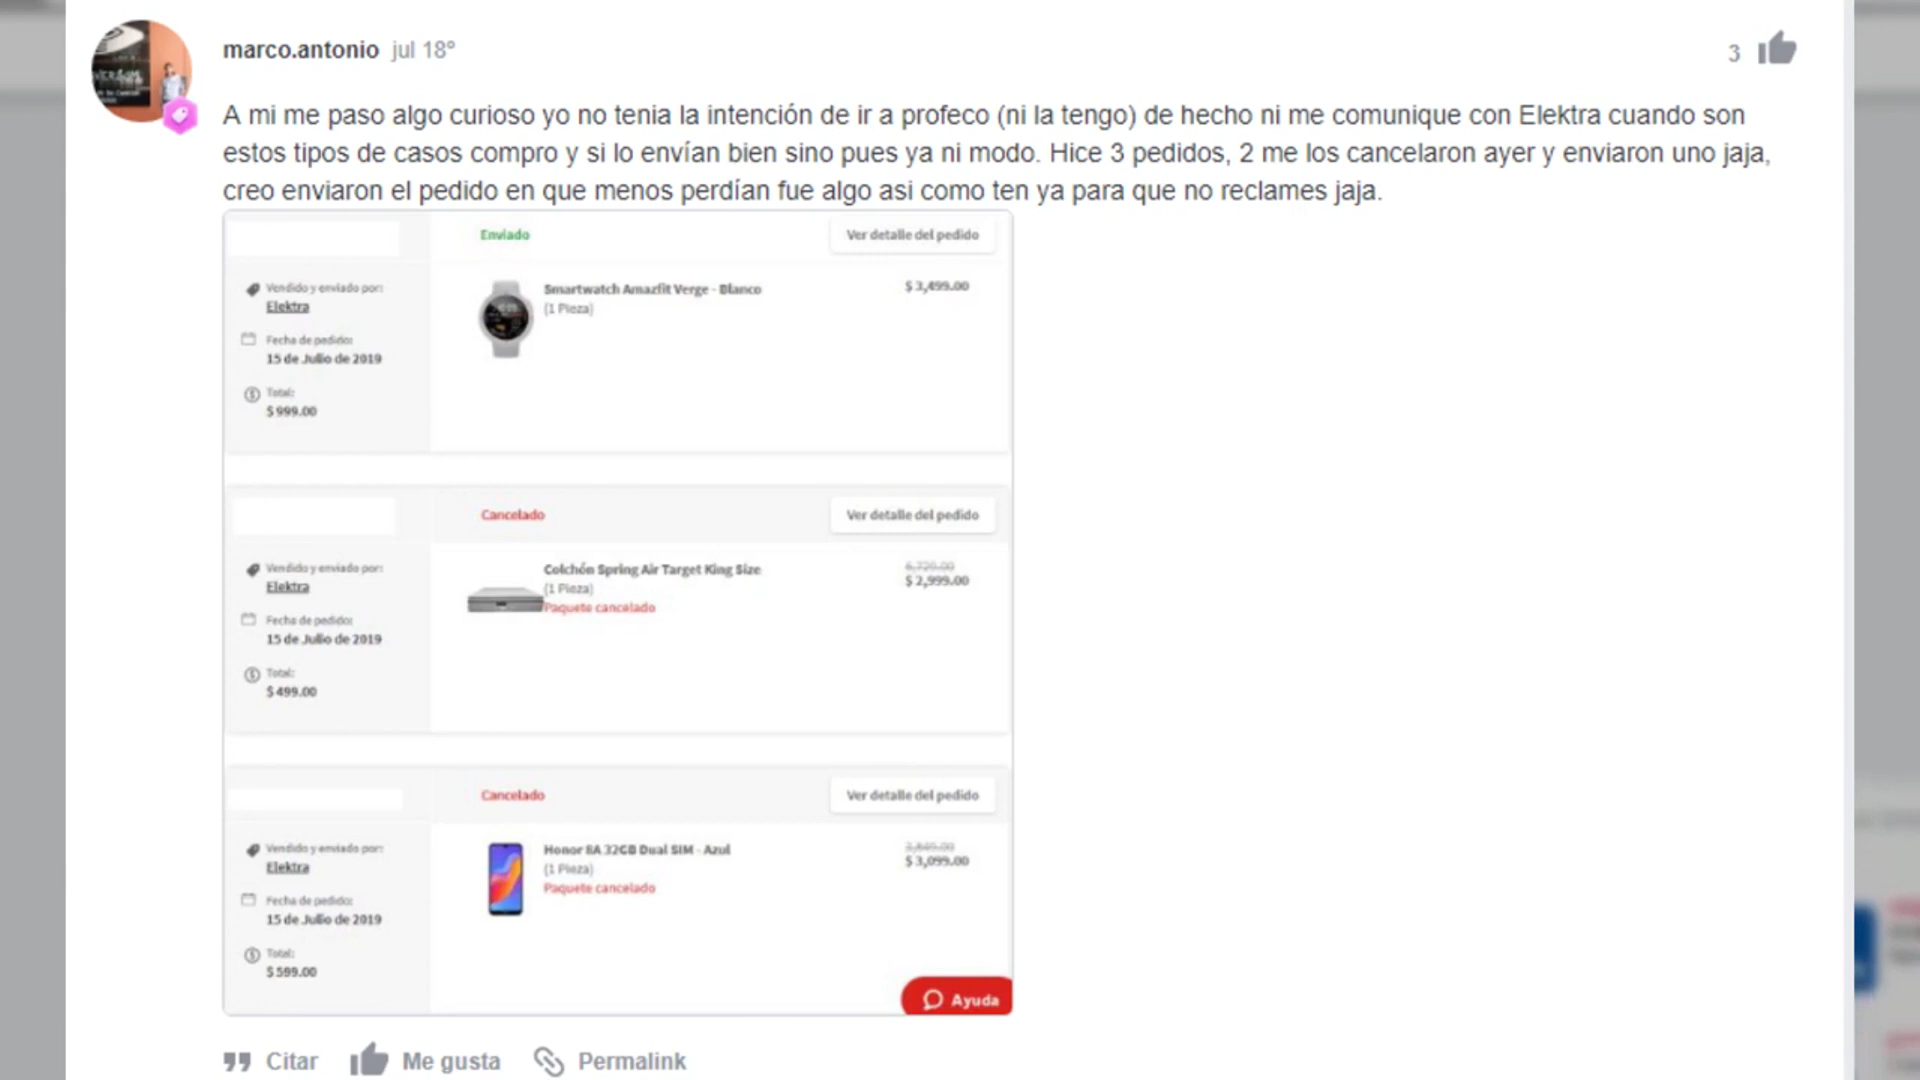 marco.antonio jul 18º
3
A mi me paso algo curioso yo no tenia la intención de ir a profeco (ni la tengo) de hecho ni me comunique con Elektra cuando son
estos tipos de casos compro y si lo envían bien sino pues ya ni modo. Hice 3 pedidos, 2 me los cancelaron ayer y enviaron uno jaja,
creo enviaron el pedido en que menos perdían fue algo asi como ten ya para que no reclames jaja.
Enviado
Ver detalle del pedido
Vendido y enviado por:
Elektra
Smartwatch Amazfit Verge - Blanco
$ 3,499.00
(1 Pieza)
Fecha de pedido:
15 de Julio de 2019
Total:
$ 999.00
Cancelado
Ver detalle del pedido
Vendido y enviado por:
Elektra
Colchón Spring Air Target King Size
6,729.00
$ 2,999.00
(1 Pieza)
Paquete cancelado
Fecha de pedido:
15 de Julio de 2019
Total:
$ 499.00
Cancelado
Ver detalle del pedido
Vendido y enviado por:
Elektra
Honor 8A 32GB Dual SIM - Azul
3,849.00
$ 3,099.00
(1 Pieza)
Paquete cancelado
Fecha de pedido:
15 de Julio de 2019
Total:
$ 599.00
Ayuda
Citar
Me gusta
Permalink